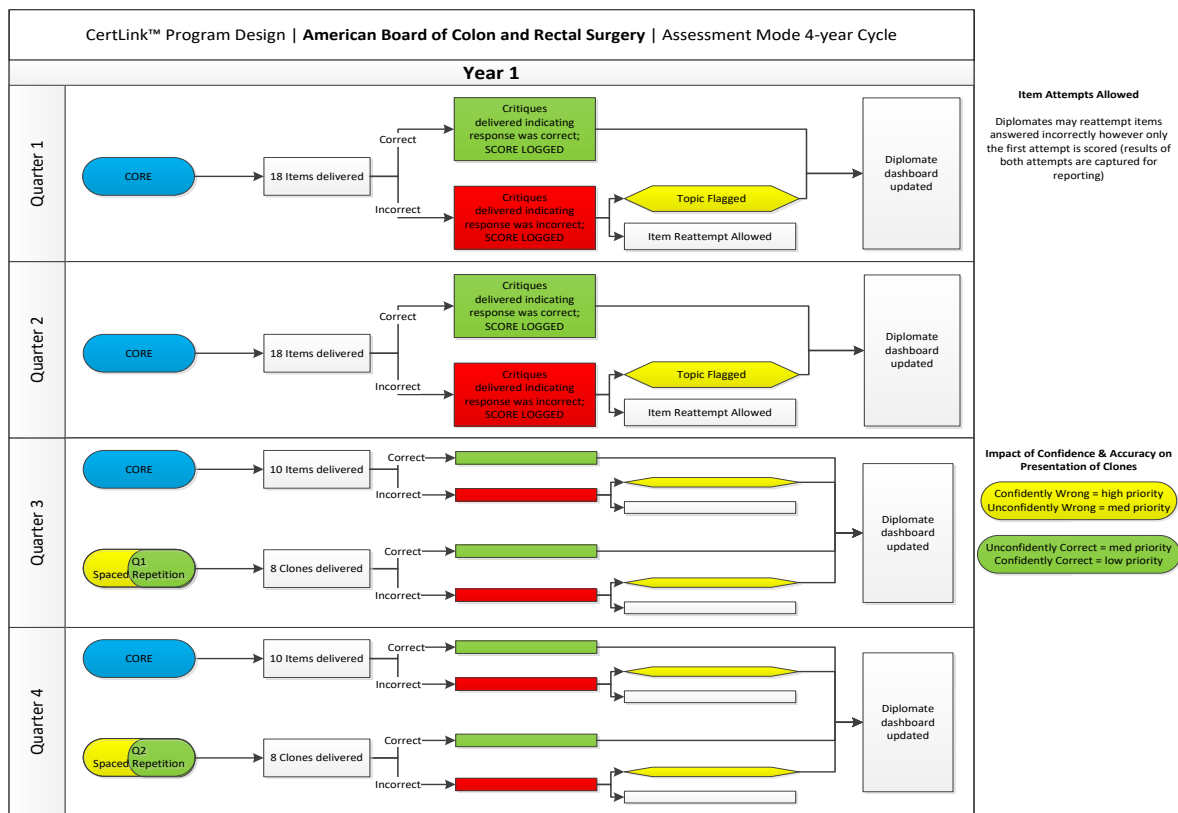 CertLink™ Program Design | American Board of Colon and Rectal Surgery | Assessment Mode 4-year Cycle
Year 1
Quarter 1
CORE
18 Items delivered
Correct
Incorrect
Critiques
delivered indicating
response was correct;
SCORE LOGGED
Critiques
delivered indicating
response was incorrect;
SCORE LOGGED
Topic Flagged
Item Reattempt Allowed
Diplomate
dashboard
updated
Item Attempts Allowed
Diplomates may reattempt items
answered incorrectly however only
the first attempt is scored (results of
both attempts are captured for
reporting)
Quarter 2
CORE
18 Items delivered
Correct
Incorrect
Critiques
delivered indicating
response was correct;
SCORE LOGGED
Critiques
delivered indicating
response was incorrect;
SCORE LOGGED
Topic Flagged
Item Reattempt Allowed
Diplomate
dashboard
updated
Quarter 3
CORE
10 Items delivered
Correct
Incorrect
Q1
Spaced Repetition
8 Clones delivered
Correct
Incorrect
Diplomate
dashboard
updated
Impact of Confidence & Accuracy on
Presentation of Clones
Confidently Wrong = high priority
Unconfidently Wrong = med priority
Unconfidently Correct = med priority
Confidently Correct = low priority
Quarter 4
CORE
10 Items delivered
Correct
Incorrect
Q2
Spaced Repetition
8 Clones delivered
Correct
Incorrect
Diplomate
dashboard
updated